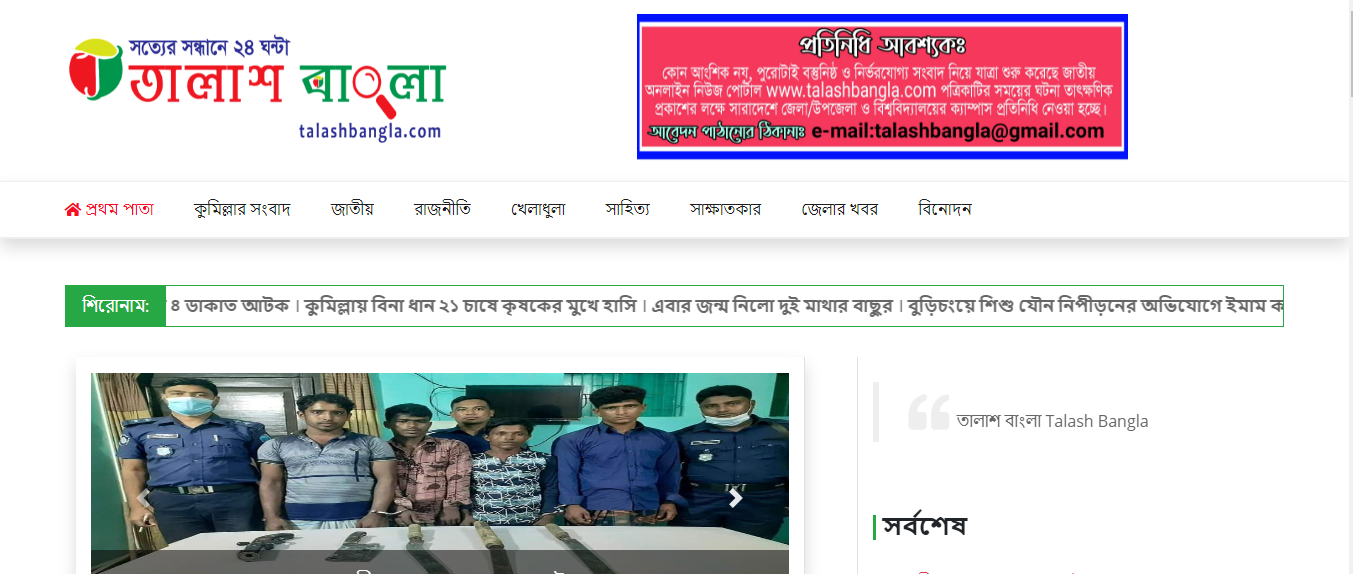 সত্যের সন্ধানে ২৪ ঘন্টা
তালাশ বাংলা
talashbangla.com
প্রতিনিধি আবশ্যকঃ
কোন আংশিক নয়, পুরোটাই বস্তুনিষ্ঠ ও নির্ভরযোগ্য সংবাদ নিয়ে যাত্রা শুরু করেছে জাতীয়
অনলাইন নিউজ পোর্টাল www.talashbangla.com পত্রিকাটির সময়ের ঘটনা তাৎক্ষণিক
প্রকাশের লক্ষে সারাদেশে জেলা/উপজেলা ও বিশ্ববিদ্যালয়ের ক্যাম্পাস প্রতিনিধি নেওয়া হচ্ছে।
আবেদন পাঠানোর ঠিকানাঃ e-mail:talashbangla@gmail.com
প্রথম পাতা কুমিল্লার সংবাদ জাতীয় রাজনীতি খেলাধুলা সাহিত্য সাক্ষাতকার জেলার খবর বিনোদন
শিরোনাম: ৪ ডাকাত আটক । কুমিল্লায় বিনা ধান ২১ চাষে কৃষকের মুখে হাসি । এবার জন্ম নিলো দুই মাথার বাছুর । বুড়িচংয়ে শিশু যৌন নিপীড়নের অভিযোগে ইমাম
তালাশ বাংলা Talash Bangla
সর্বশেষ